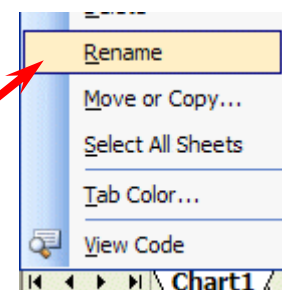 Rename
Move or Copy...
Select All Sheets
Tab Color...
View Code
Chart1